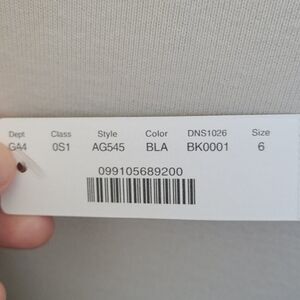 Dept Class Style Color DNS1026 Size
GA4 0S1 AG545 BLA BK0001 6
099105689200